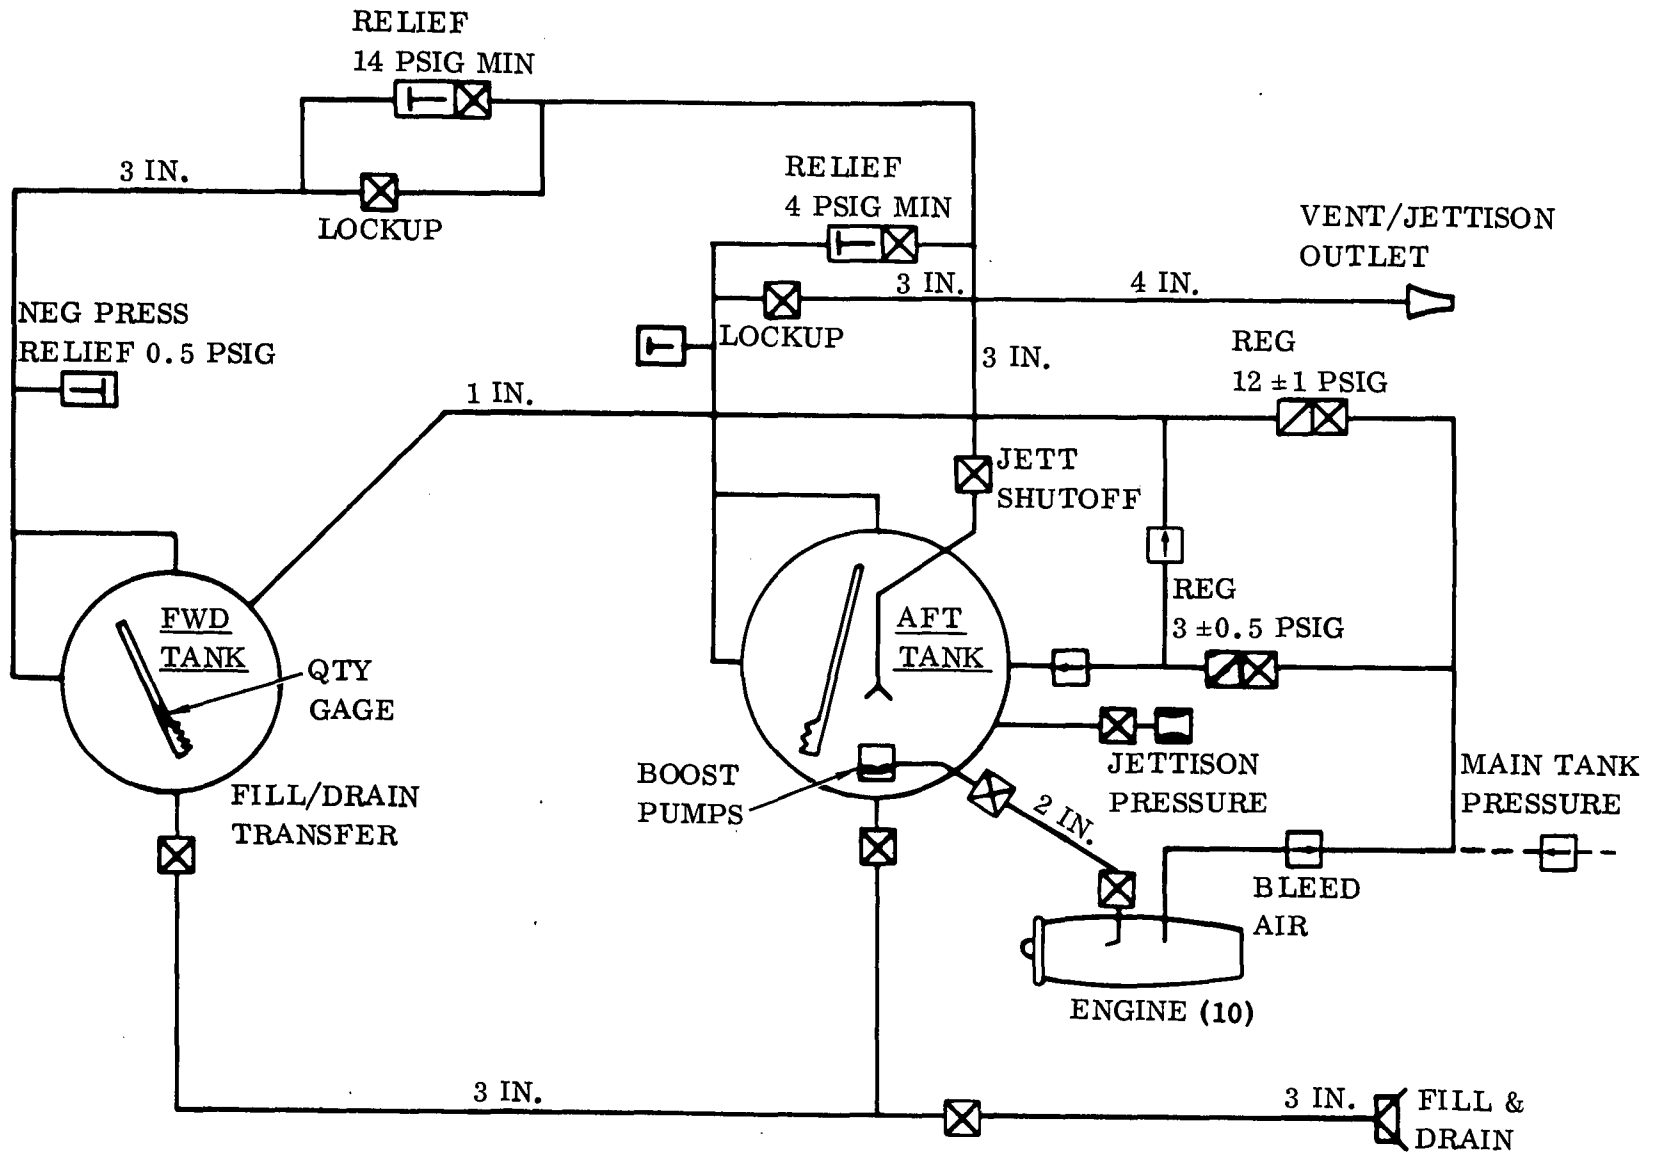 RELIEF
14 PSIG MIN
3 IN.
LOCKUP
RELIEF
4 PSIG MIN
3 IN.
4 IN.
VENT/JETTISON
OUTLET
NEG PRESS
RELIEF 0.5 PSIG
LOCKUP
3 IN.
REG
12 ±1 PSIG
1 IN.
JETT
SHUTOFF
REG
3 ±0.5 PSIG
FWD
TANK
QTY
GAGE
AFT
TANK
FILL/DRAIN
TRANSFER
BOOST
PUMPS
2 IN.
JETTISON
PRESSURE
MAIN TANK
PRESSURE
BLEED
AIR
ENGINE (10)
3 IN.
3 IN.
FILL &
DRAIN